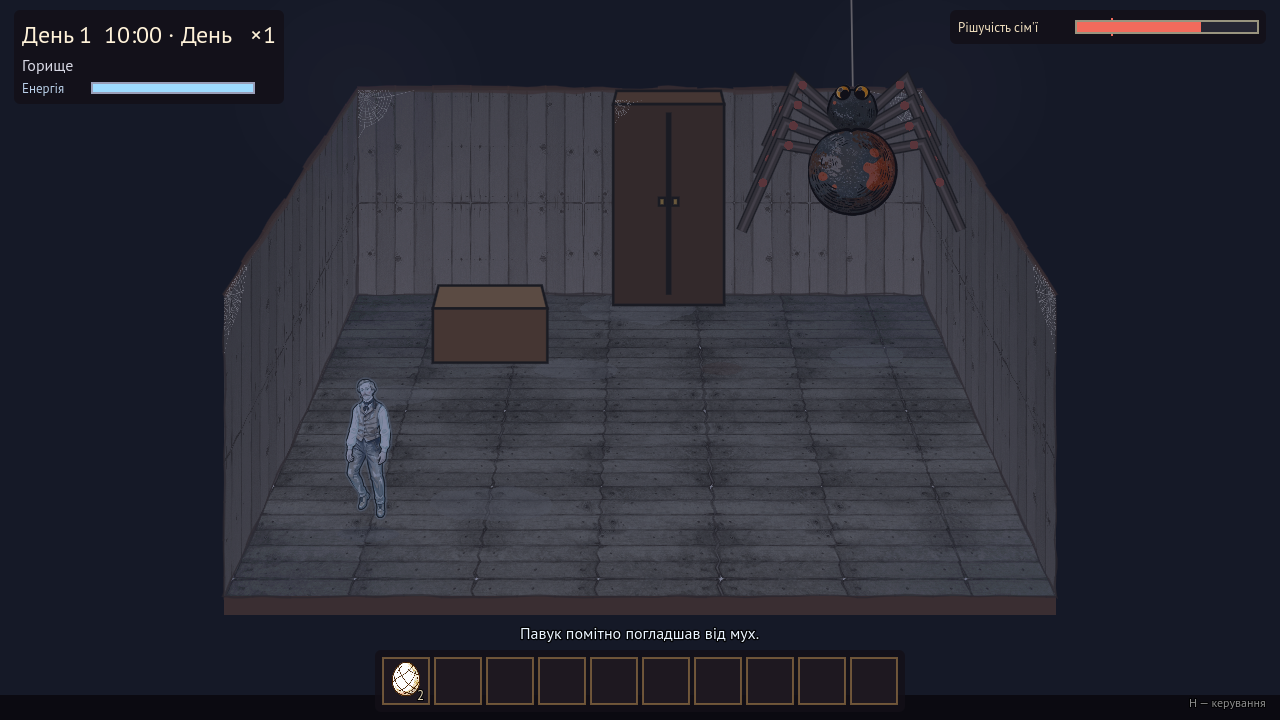 День 1 10:00 · День ×1
Горище
Енергія
Рішучість сім'ї
Павук помітно погладшав від мух.
2
H — керування